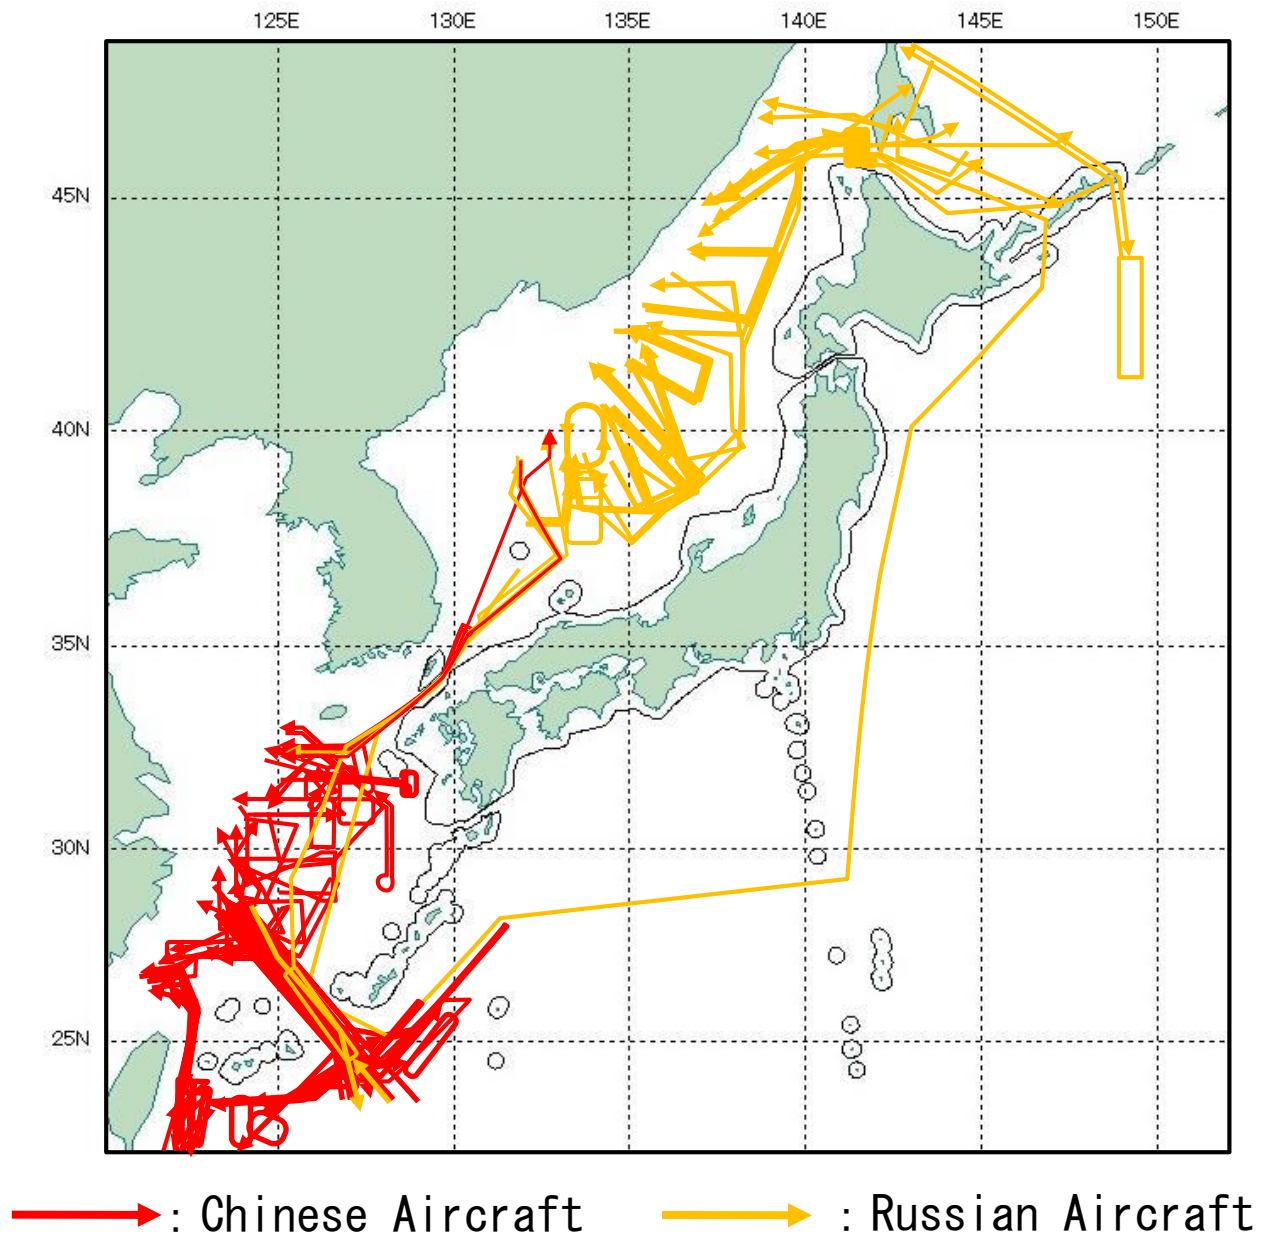 125E 130E 135E 140E 145E 150E
45N
40N
35N
30N
25N
: Chinese Aircraft : Russian Aircraft